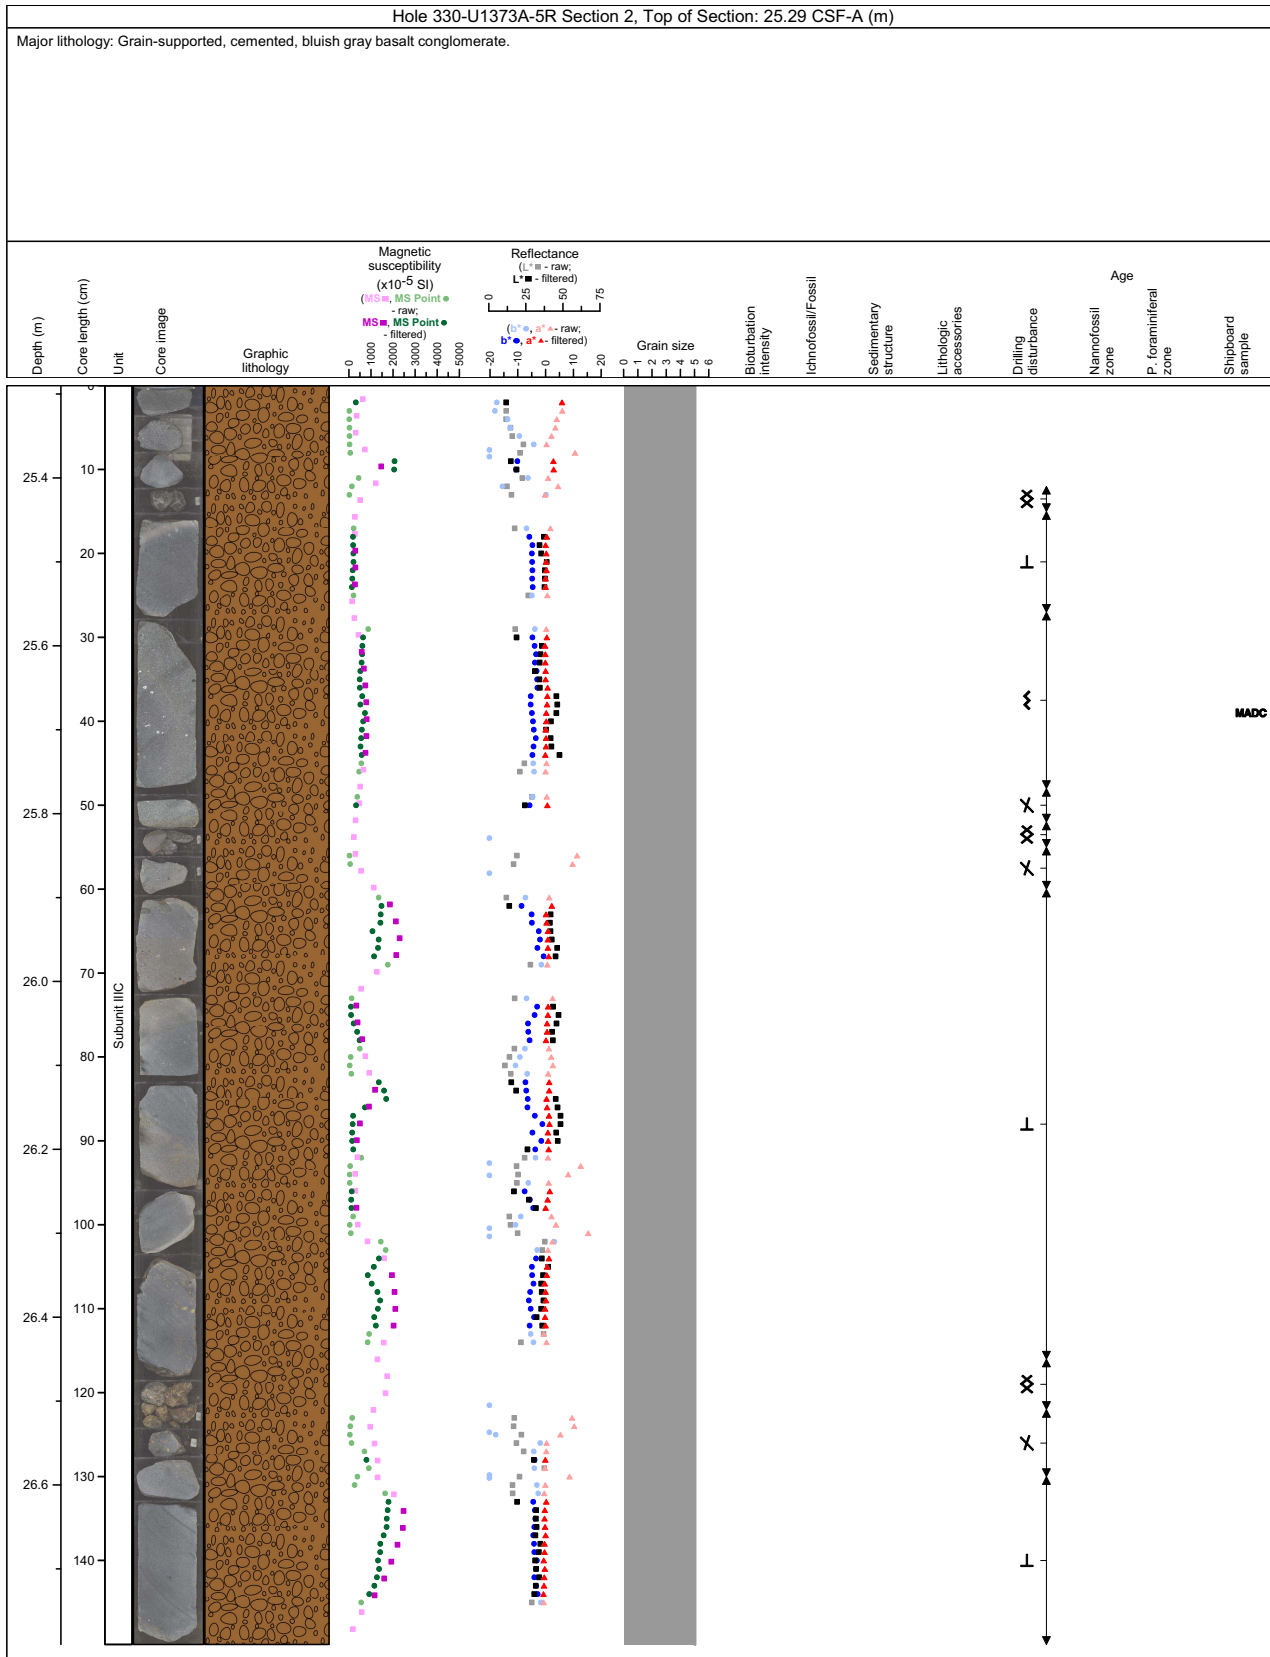 Hole 330-U1373A-5R Section 2, Top of Section: 25.29 CSF-A (m)
Major lithology: Grain-supported, cemented, bluish gray basalt conglomerate.
Depth (m)
Core length (cm)
Unit
Core image
Graphic
lithology
Magnetic
susceptibility
(x10-5 SI)
(MS, MS Point
- raw;
MS, MS Point
- filtered)
0 1000 2000 3000 4000 5000
Reflectance
(L* - raw;
L* - filtered)
0 25 50 75
(b*, a* - raw;
b*, a* - filtered)
-20 -10 0 10 20
Grain size
0 1 2 3 4 5 6
Bioturbation
intensity
Ichnofossil/Fossil
Sedimentary
structure
Lithologic
accessories
Drilling
disturbance
Age
Nannofossil
zone
P. foraminiferal
zone
Shipboard
sample
0
10
25.4
20
30
25.6
40
MADC
50
25.8
60
70
26.0
Subunit IIIC
80
90
26.2
100
110
26.4
120
130
26.6
140